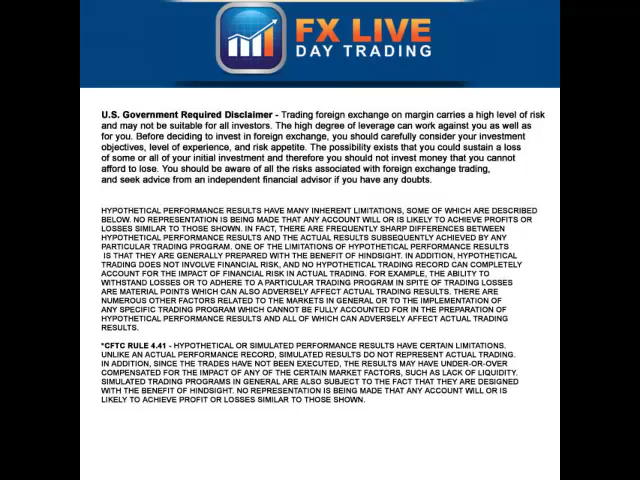 FX LIVE
DAY TRADING
U.S. Government Required Disclaimer - Trading foreign exchange on margin carries a high level of risk
and may not be suitable for all investors. The high degree of leverage can work against you as well as
for you. Before deciding to invest in foreign exchange, you should carefully consider your investment
objectives, level of experience, and risk appetite. The possibility exists that you could sustain a loss
of some or all of your initial investment and therefore you should not invest money that you cannot
afford to lose. You should be aware of all the risks associated with foreign exchange trading,
and seek advice from an independent financial advisor if you have any doubts.
HYPOTHETICAL PERFORMANCE RESULTS HAVE MANY INHERENT LIMITATIONS, SOME OF WHICH ARE DESCRIBED
BELOW. NO REPRESENTATION IS BEING MADE THAT ANY ACCOUNT WILL OR IS LIKELY TO ACHIEVE PROFITS OR
LOSSES SIMILAR TO THOSE SHOWN. IN FACT, THERE ARE FREQUENTLY SHARP DIFFERENCES BETWEEN
HYPOTHETICAL PERFORMANCE RESULTS AND THE ACTUAL RESULTS SUBSEQUENTLY ACHIEVED BY ANY
PARTICULAR TRADING PROGRAM. ONE OF THE LIMITATIONS OF HYPOTHETICAL PERFORMANCE RESULTS
IS THAT THEY ARE GENERALLY PREPARED WITH THE BENEFIT OF HINDSIGHT. IN ADDITION, HYPOTHETICAL
TRADING DOES NOT INVOLVE FINANCIAL RISK, AND NO HYPOTHETICAL TRADING RECORD CAN COMPLETELY
ACCOUNT FOR THE IMPACT OF FINANCIAL RISK IN ACTUAL TRADING. FOR EXAMPLE, THE ABILITY TO
WITHSTAND LOSSES OR TO ADHERE TO A PARTICULAR TRADING PROGRAM IN SPITE OF TRADING LOSSES
ARE MATERIAL POINTS WHICH CAN ALSO ADVERSELY AFFECT ACTUAL TRADING RESULTS. THERE ARE
NUMEROUS OTHER FACTORS RELATED TO THE MARKETS IN GENERAL OR TO THE IMPLEMENTATION OF
ANY SPECIFIC TRADING PROGRAM WHICH CANNOT BE FULLY ACCOUNTED FOR IN THE PREPARATION OF
HYPOTHETICAL PERFORMANCE RESULTS AND ALL OF WHICH CAN ADVERSELY AFFECT ACTUAL TRADING
RESULTS.
*CFTC RULE 4.41 - HYPOTHETICAL OR SIMULATED PERFORMANCE RESULTS HAVE CERTAIN LIMITATIONS.
UNLIKE AN ACTUAL PERFORMANCE RECORD, SIMULATED RESULTS DO NOT REPRESENT ACTUAL TRADING.
IN ADDITION, SINCE THE TRADES HAVE NOT BEEN EXECUTED, THE RESULTS MAY HAVE UNDER-OR-OVER
COMPENSATED FOR THE IMPACT OF ANY OF THE CERTAIN MARKET FACTORS, SUCH AS LACK OF LIQUIDITY.
SIMULATED TRADING PROGRAMS IN GENERAL ARE ALSO SUBJECT TO THE FACT THAT THEY ARE DESIGNED
WITH THE BENEFIT OF HINDSIGHT. NO REPRESENTATION IS BEING MADE THAT ANY ACCOUNT WILL OR IS
LIKELY TO ACHIEVE PROFIT OR LOSSES SIMILAR TO THOSE SHOWN.